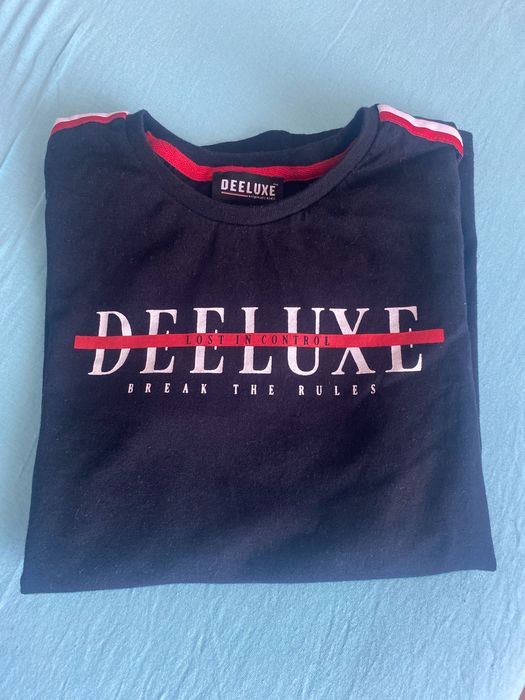 DEELUXE
DEELUXE
LOST IN CONTROL
BREAK THE RULES